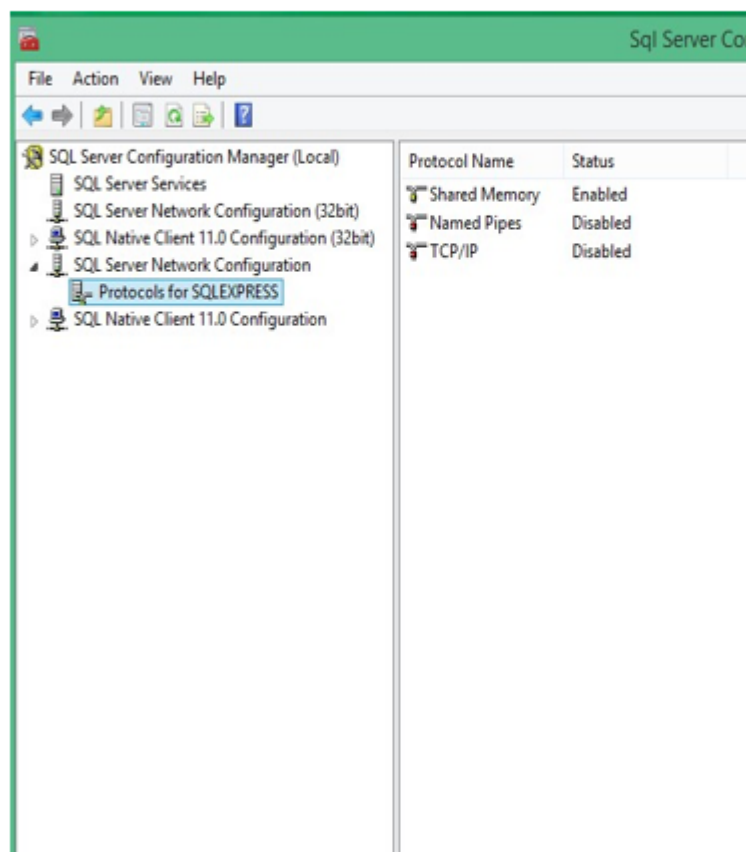 Sql Server Co
File Action View Help
SQL Server Configuration Manager (Local)
SQL Server Services
SQL Server Network Configuration (32bit)
SQL Native Client 11.0 Configuration (32bit)
SQL Server Network Configuration
Protocols for SQLEXPRESS
SQL Native Client 11.0 Configuration
Protocol Name Status
Shared Memory Enabled
Named Pipes Disabled
TCP/IP Disabled